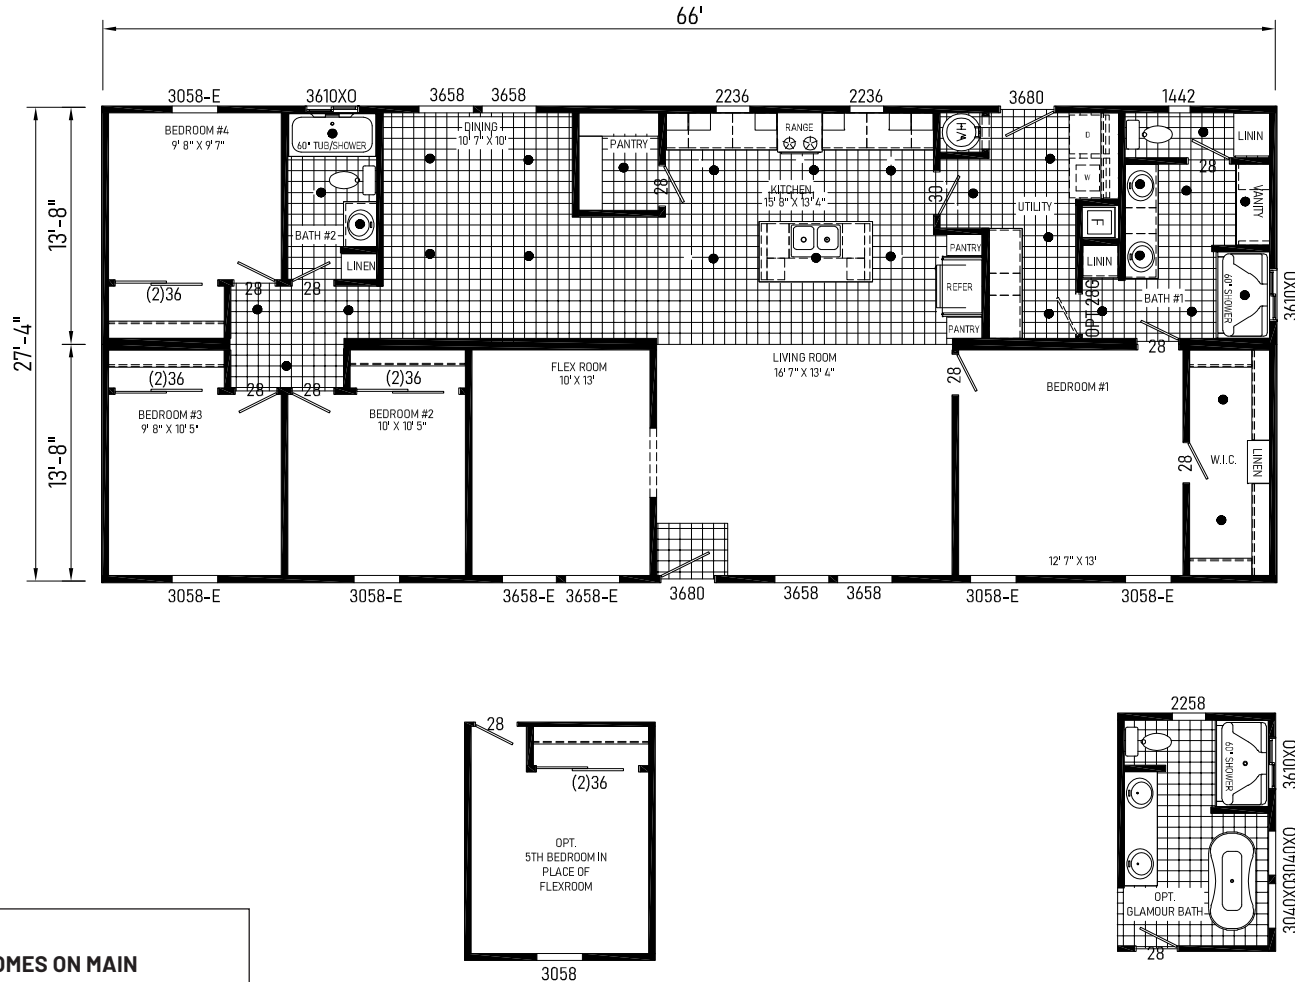 66'
3058-E
3610XO
3658
3658
2236
2236
3680
1442
BEDROOM #4
9' 8" X 9' 7"
60" TUB/SHOWER
DINING
10' 7" X 10'
PANTRY
28
RANGE
KITCHEN
15' 8" X 13' 4"
30
UTILITY
D
W
F
LININ
28
VANITY
BATH #2
LINEN
PANTRY
REFER
PANTRY
LININ
OPT 28
BATH #1
60" SHOWER
3610XO
28
13'-8"
27'-4"
13'-8"
(2)36
28
28
(2)36
28
28
(2)36
BEDROOM #3
9' 8" X 10' 5"
BEDROOM #2
10' X 10' 5"
FLEX ROOM
10' X 13'
LIVING ROOM
16' 7" X 13' 4"
28
BEDROOM #1
12' 7" X 13'
28
W.I.C.
LINEN
3058-E
3058-E
3658-E
3658-E
3680
3658
3658
3058-E
3058-E
28
(2)36
OPT.
5TH BEDROOM IN
PLACE OF
FLEXROOM
3058
2258
60" SHOWER
3610XO
3040XO3040XO
OPT.
GLAMOUR BATH
28
OMES ON MAIN